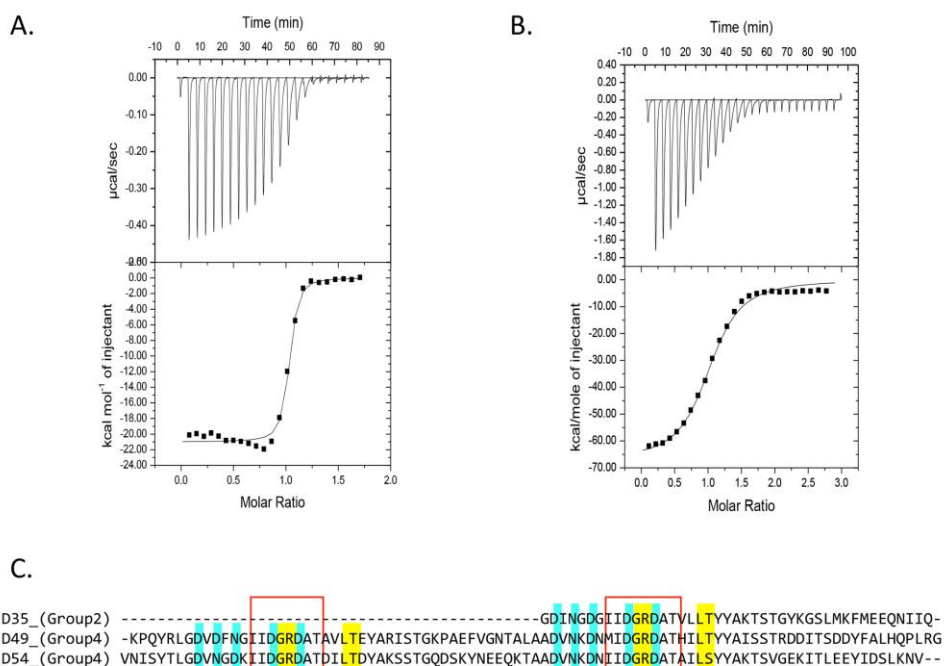 A.
Time (min)
-10 0 10 20 30 40 50 60 70 80 90
0.00
-0.10
-0.20
-0.30
-0.40
µcal/sec
0.00
-2.00
-4.00
-6.00
-8.00
-10.00
-12.00
-14.00
-16.00
-18.00
-20.00
-22.00
-24.00
kcal mol⁻¹ of injectant
0.0 0.5 1.0 1.5 2.0
Molar Ratio
B.
Time (min)
-10 0 10 20 30 40 50 60 70 80 90 100
0.40
0.20
0.00
-0.20
-0.40
-0.60
-0.80
-1.00
-1.20
-1.40
-1.60
-1.80
µcal/sec
0.00
-10.00
-20.00
-30.00
-40.00
-50.00
-60.00
-70.00
kcal/mole of injectant
0.0 0.5 1.0 1.5 2.0 2.5 3.0
Molar Ratio
C.
D35_(Group2) -----------------------------------------------GDINGDGIIDGRDATVLLTYYAKTSTGYKGSLMKFMEEQNIIQ-
D49_(Group4) -KPQYRLGDVDFNGIIDGRDATAVLTEYARISTGKPAEFVGNTALAADVNKDNMIDGRDATHILTYYAISSTRDDITSDDYFALHQPLRG
D54_(Group4) VNISYTLGDVNGDKIIDGRDATDILTDYAKSSTGQDSKYNEEQKTAADVNKDNIIDGRDATAILSYYAKTSVGEKITLEEYIDSLKNV--